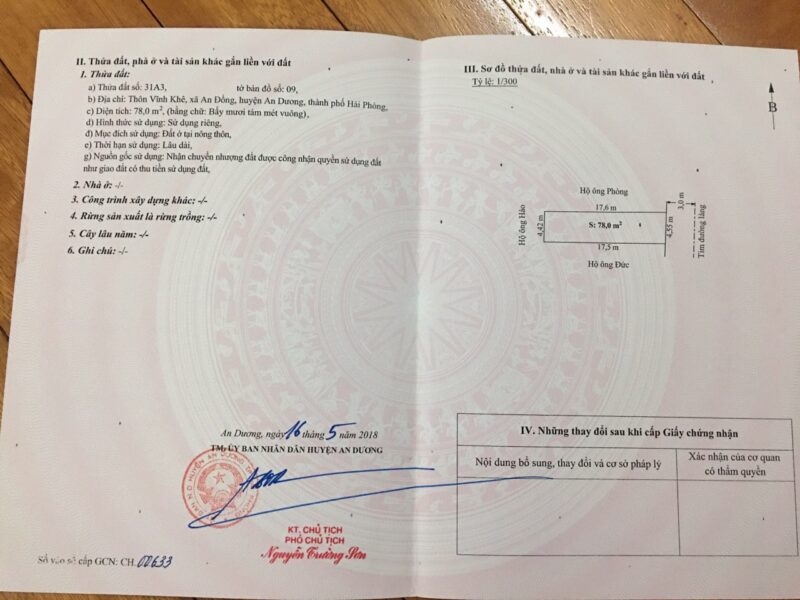 II. Thửa đất, nhà ở và tài sản khác gắn liền với đất
1. Thửa đất:
a) Thửa đất số: 31A3, tờ bản đồ số: 09,
b) Địa chỉ: Thôn Vĩnh Khê, xã An Đồng, huyện An Dương, thành phố Hải Phòng,
c) Diện tích: 78,0 m², (bằng chữ: Bẩy mươi tám mét vuông),
d) Hình thức sử dụng: Sử dụng riêng,
đ) Mục đích sử dụng: Đất ở tại nông thôn,
e) Thời hạn sử dụng: Lâu dài,
g) Nguồn gốc sử dụng: Nhận chuyển nhượng đất được công nhận quyền sử dụng đất
như giao đất có thu tiền sử dụng đất,
2. Nhà ở: -/-
3. Công trình xây dựng khác: -/-
4. Rừng sản xuất là rừng trồng: -/-
5. Cây lâu năm: -/-
6. Ghi chú: -/-
An Dương, ngày 16 tháng 5 năm 2018
TM. ỦY BAN NHÂN DÂN HUYỆN AN DƯƠNG
KT. CHỦ TỊCH
PHÓ CHỦ TỊCH
Nguyễn Trường Sơn
Số vào sổ cấp GCN: CH.00633
III. Sơ đồ thửa đất, nhà ở và tài sản khác gắn liền với đất
Tỷ lệ: 1/300
B
Hộ ông Phòng
17,6 m
3,0 m
Hộ ông Hảo
4,42 m
S: 78,0 m²
4,55 m
Tim đường làng
17,5 m
Hộ ông Đức
IV. Những thay đổi sau khi cấp Giấy chứng nhận
Nội dung bổ sung, thay đổi và cơ sở pháp lý
Xác nhận của cơ quan
có thẩm quyền